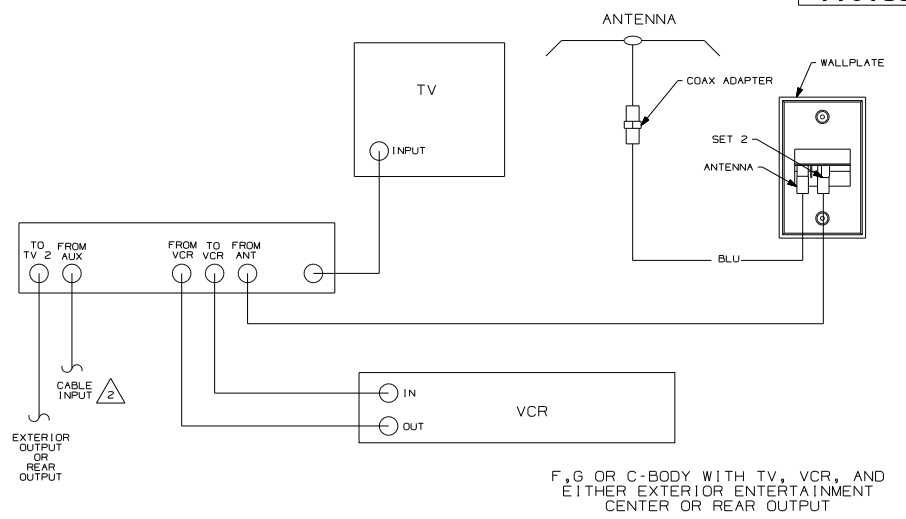 ANTENNA
WALLPLATE
COAX ADAPTER
TV
SET 2
INPUT
ANTENNA
TO
TV 2
FROM
AUX
FROM
VCR
TO
VCR
FROM
ANT
BLU
CABLE
INPUT
2
IN
VCR
OUT
EXTERIOR
OUTPUT
OR
REAR
OUTPUT
F,G OR C-BODY WITH TV, VCR, AND
EITHER EXTERIOR ENTERTAINMENT
CENTER OR REAR OUTPUT